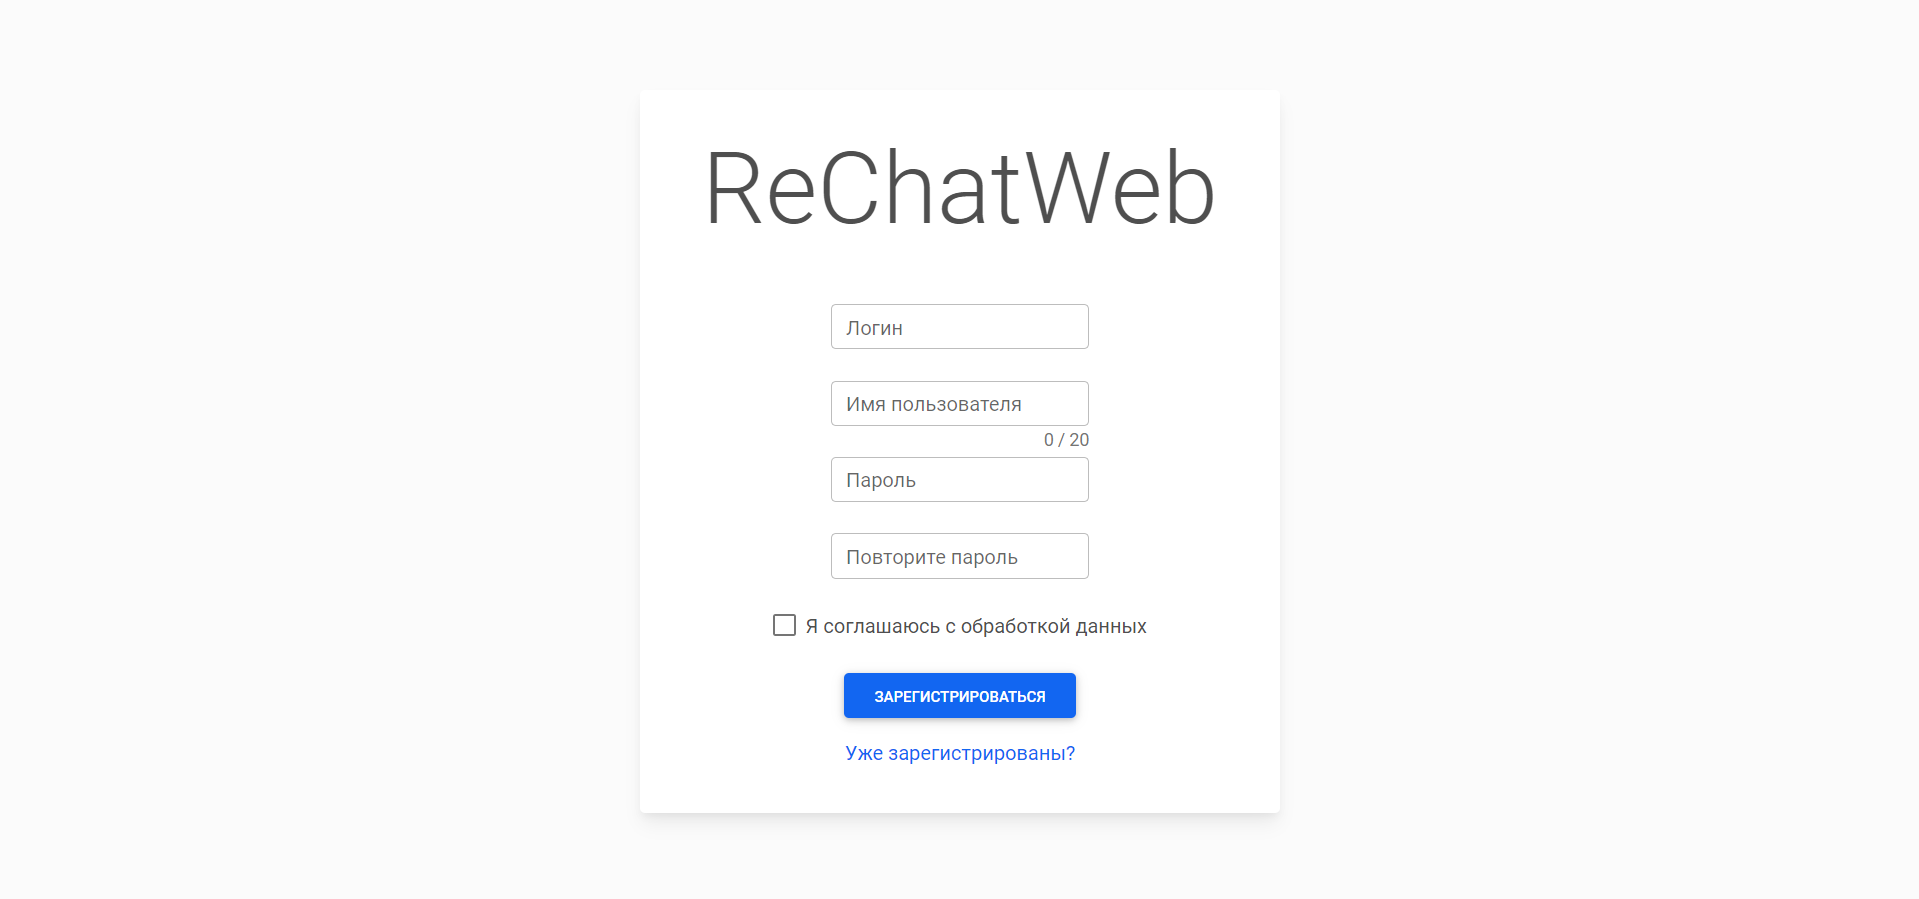 ReChatWeb
Логин
Имя пользователя
0 / 20
Пароль
Повторите пароль
Я соглашаюсь с обработкой данных
ЗАРЕГИСТРИРОВАТЬСЯ
Уже зарегистрированы?